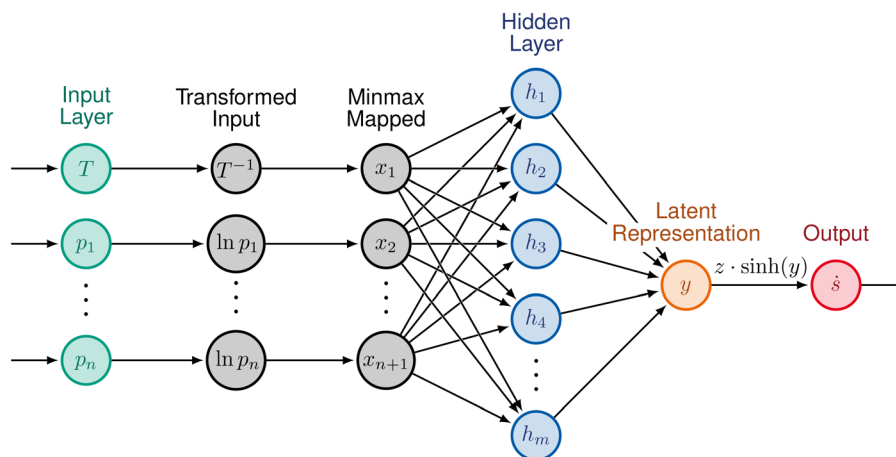 Hidden
Layer
Input
Layer
Transformed
Input
Minmax
Mapped
h₁
T
T⁻¹
x₁
h₂
Latent
Representation
Output
p₁
ln p₁
x₂
h₃
z · sinh(y)
y
ṡ
⋮
⋮
⋮
h₄
pₙ
ln pₙ
xₙ₊₁
⋮
hₘ